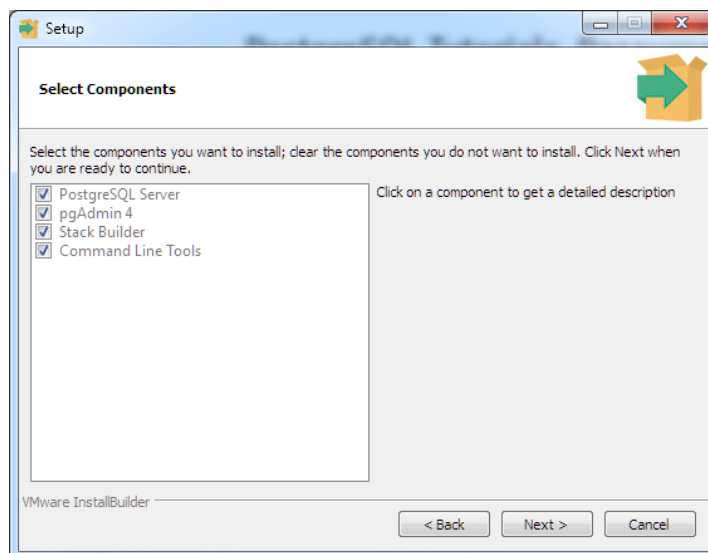 Setup
Select Components
Select the components you want to install; clear the components you do not want to install. Click Next when
you are ready to continue.
PostgreSQL Server
pgAdmin 4
Stack Builder
Command Line Tools
Click on a component to get a detailed description
VMware InstallBuilder
< Back
Next >
Cancel